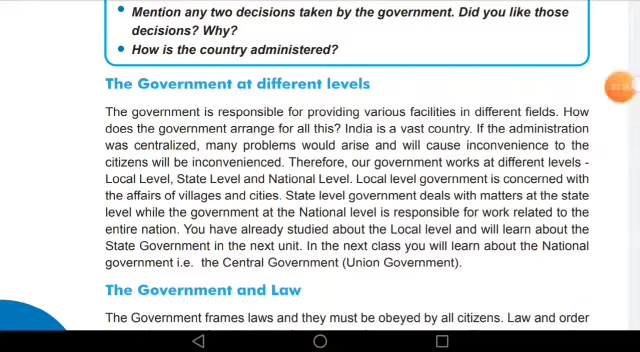 • Mention any two decisions taken by the government. Did you like those
decisions? Why?
• How is the country administered?
The Government at different levels
The government is responsible for providing various facilities in different fields. How
does the government arrange for all this? India is a vast country. If the administration
was centralized, many problems would arise and will cause inconvenience to the
citizens will be inconvenienced. Therefore, our government works at different levels -
Local Level, State Level and National Level. Local level government is concerned with
the affairs of villages and cities. State level government deals with matters at the state
level while the government at the National level is responsible for work related to the
entire nation. You have already studied about the Local level and will learn about the
State Government in the next unit. In the next class you will learn about the National
government i.e. the Central Government (Union Government).
The Government and Law
The Government frames laws and they must be obeyed by all citizens. Law and order